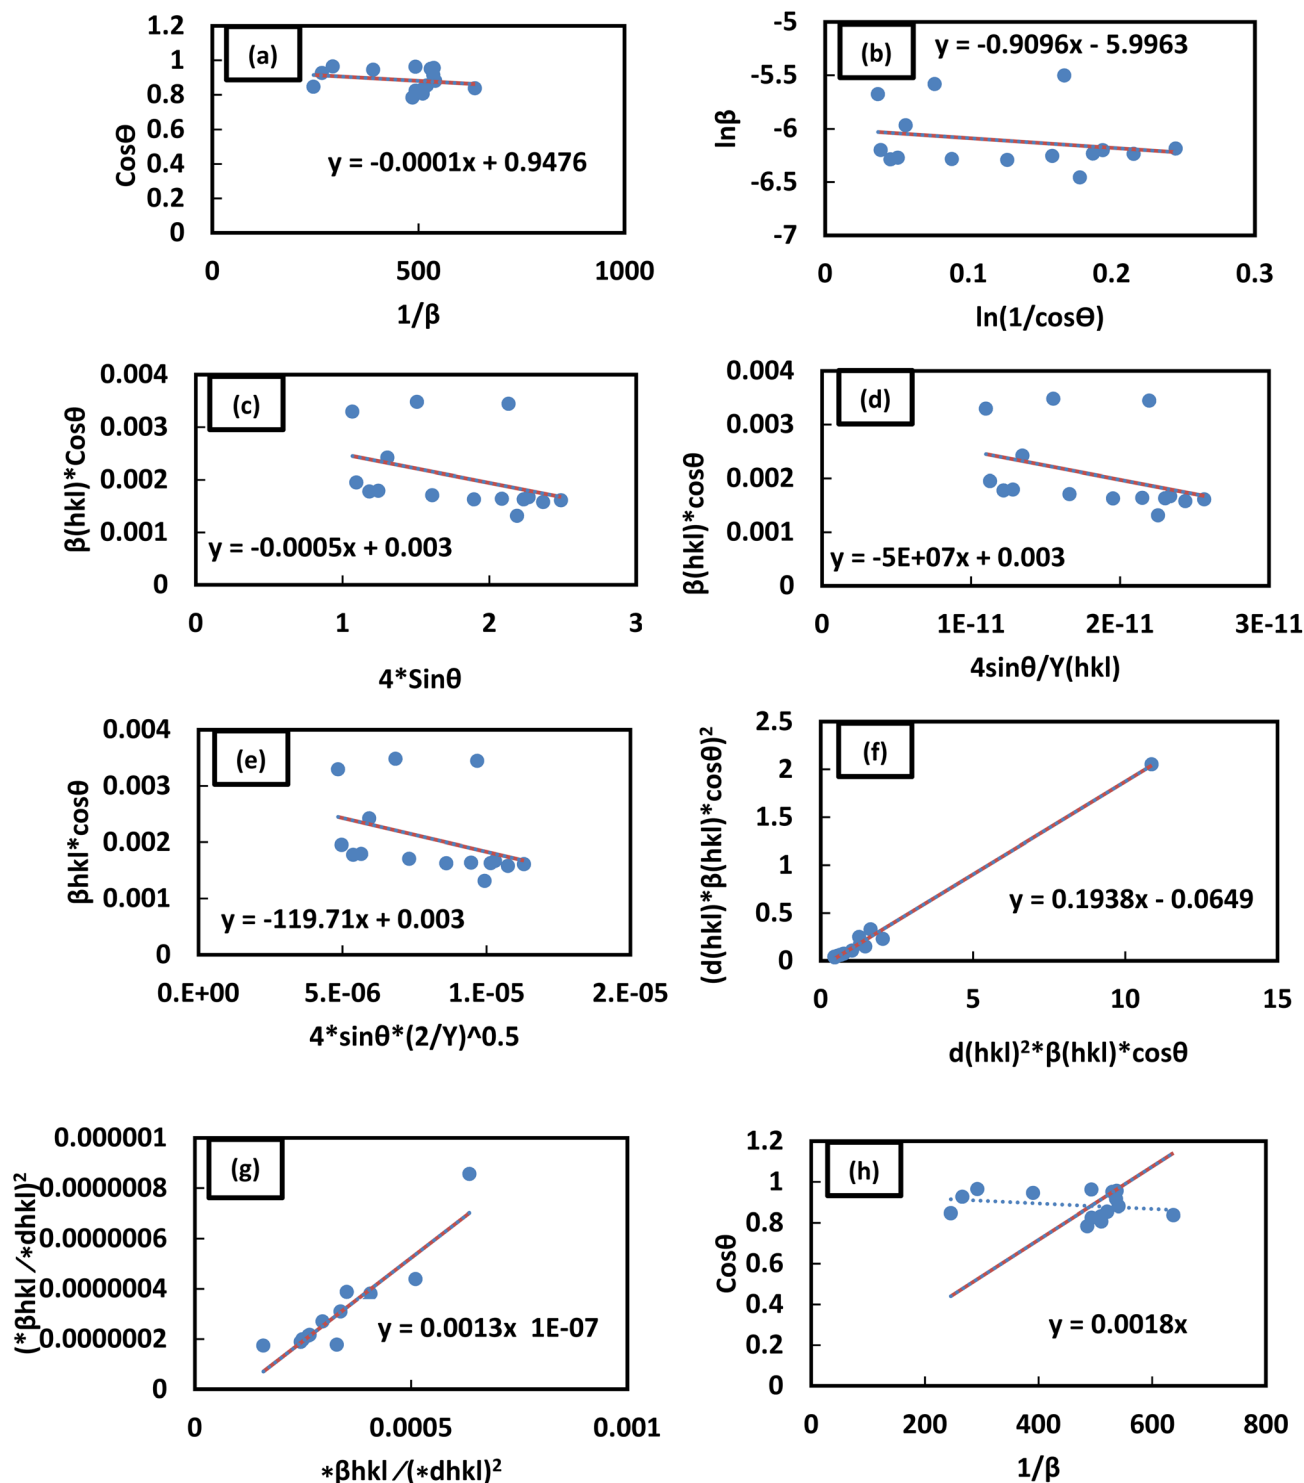 (a)
1.2
1
0.8
0.6
0.4
0.2
0
CosΘ
y = -0.0001x + 0.9476
0
500
1000
1/β
(b)
-5
-5.5
-6
-6.5
-7
lnβ
y = -0.9096x - 5.9963
0
0.1
0.2
0.3
ln(1/cosΘ)
(c)
0.004
0.003
0.002
0.001
0
β(hkl)*Cosθ
y = -0.0005x + 0.003
0
1
2
3
4*Sinθ
(d)
0.004
0.003
0.002
0.001
0
β(hkl)*cosθ
y = -5E+07x + 0.003
0
1E-11
2E-11
3E-11
4sinθ/Y(hkl)
(e)
0.004
0.003
0.002
0.001
0
βhkl*cosθ
y = -119.71x + 0.003
0.E+00
5.E-06
1.E-05
2.E-05
4*sinθ*(2/Y)^0.5
(f)
2.5
2
1.5
1
0.5
0
(d(hkl)*β(hkl)*cosθ)²
y = 0.1938x - 0.0649
0
5
10
15
d(hkl)²*β(hkl)*cosθ
(g)
0.000001
0.0000008
0.0000006
0.0000004
0.0000002
0
(*βhkl/*dhkl)²
y = 0.0013x 1E-07
0
0.0005
0.001
*βhkl/(*dhkl)²
(h)
1.2
1
0.8
0.6
0.4
0.2
0
Cosθ
y = 0.0018x
0
200
400
600
800
1/β